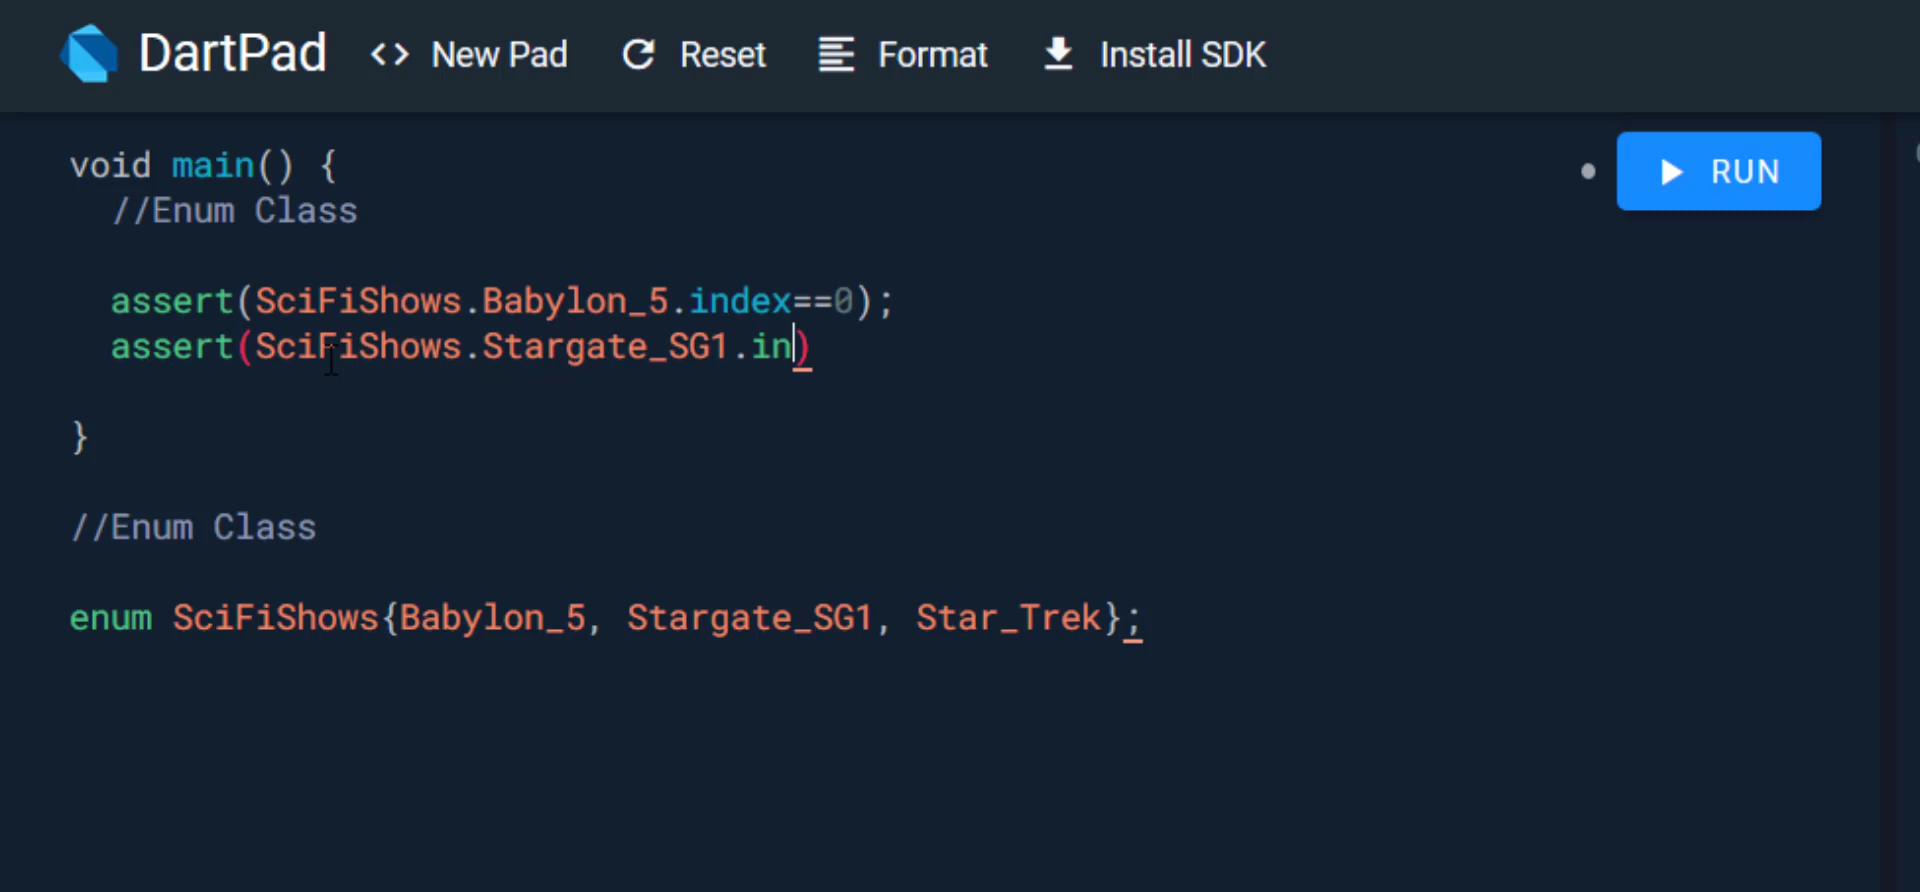 DartPad <> New Pad Reset Format Install SDK
void main() {
RUN
//Enum Class
assert(SciFiShows.Babylon_5.index==0);
assert(SciFiShows.Stargate_SG1.in)
}
//Enum Class
enum SciFiShows{Babylon_5, Stargate_SG1, Star_Trek};